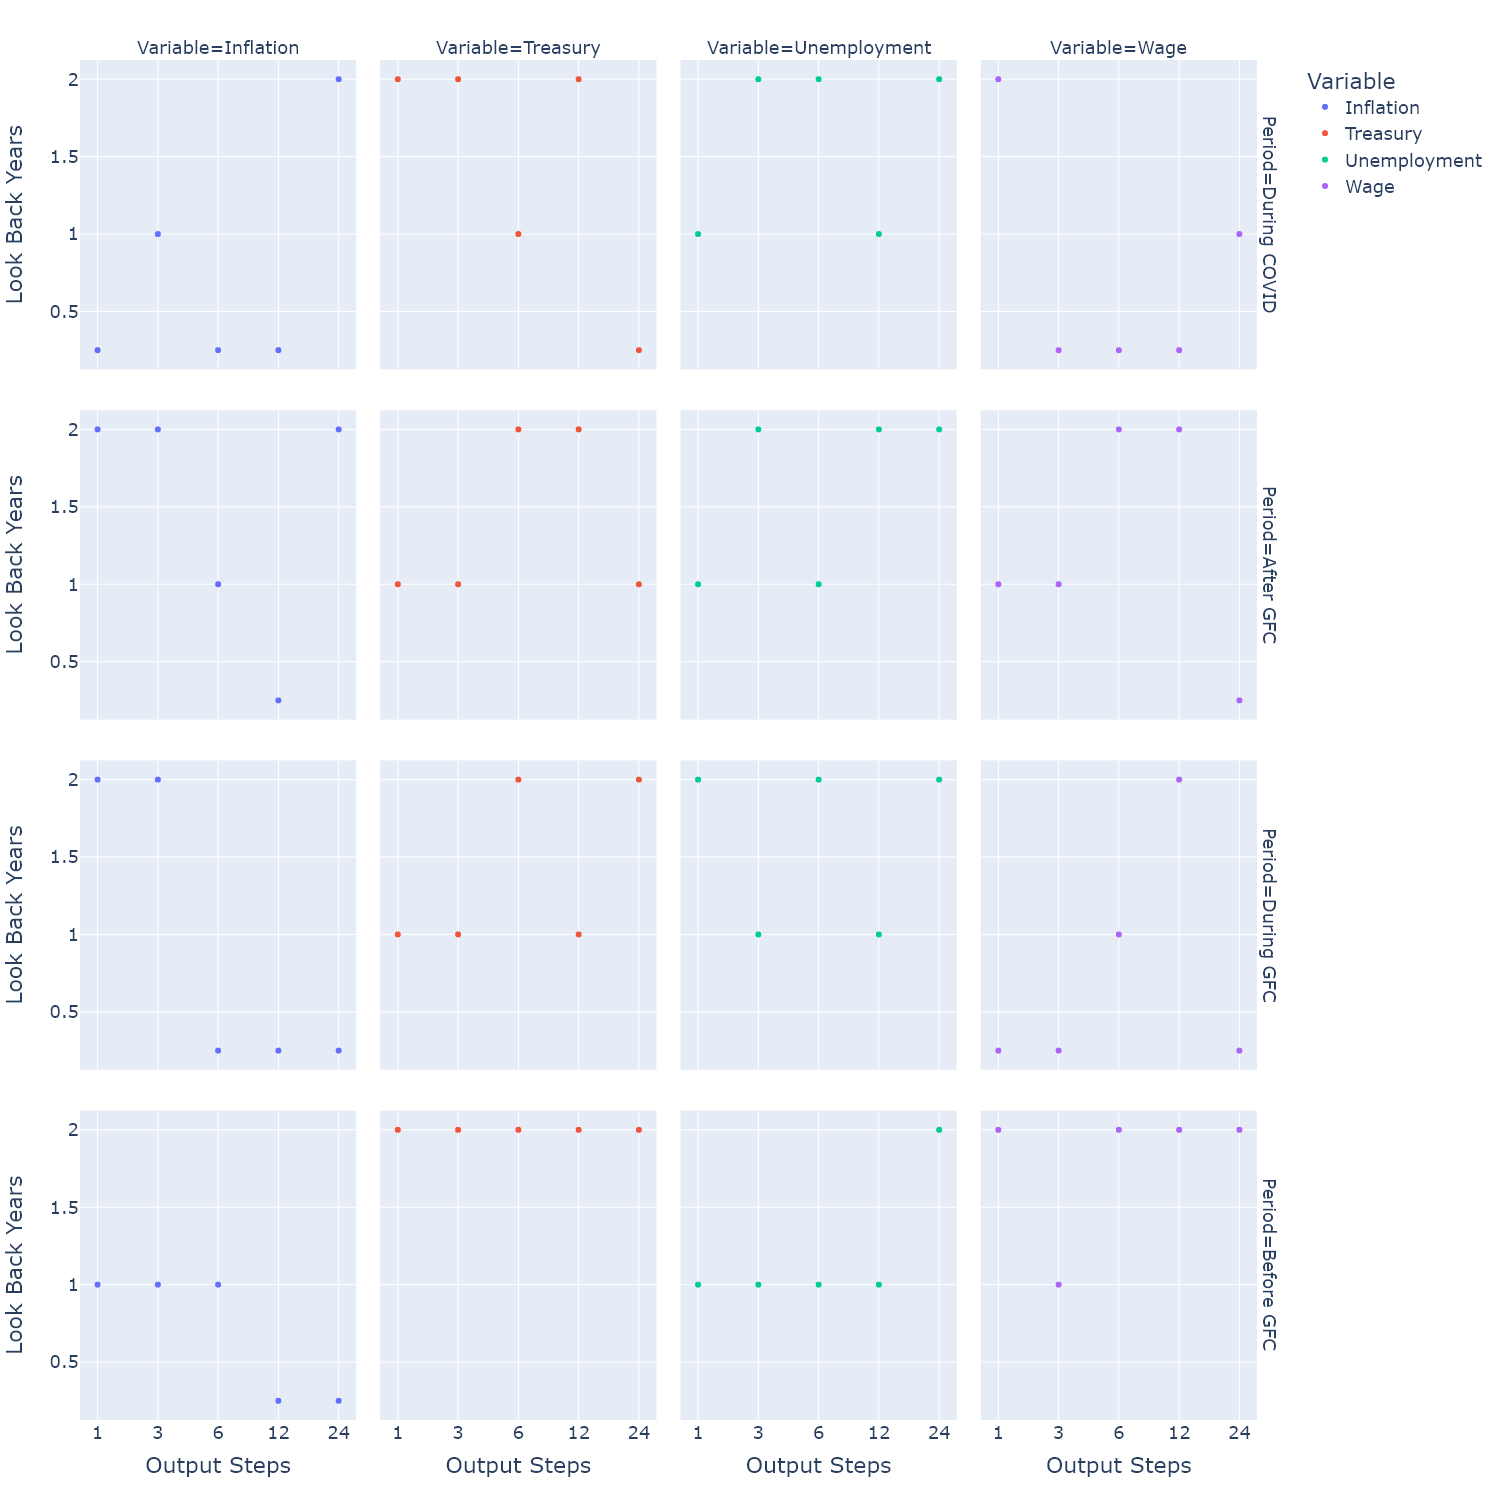 Variable=Inflation
Variable=Treasury
Variable=Unemployment
Variable=Wage
Variable
Inflation
Treasury
Unemployment
Wage
Look Back Years
2
1.5
1
0.5
Period=During COVID
Look Back Years
2
1.5
1
0.5
Period=After GFC
Look Back Years
2
1.5
1
0.5
Period=During GFC
Look Back Years
2
1.5
1
0.5
Period=Before GFC
1 3 6 12 24
1 3 6 12 24
1 3 6 12 24
1 3 6 12 24
Output Steps
Output Steps
Output Steps
Output Steps